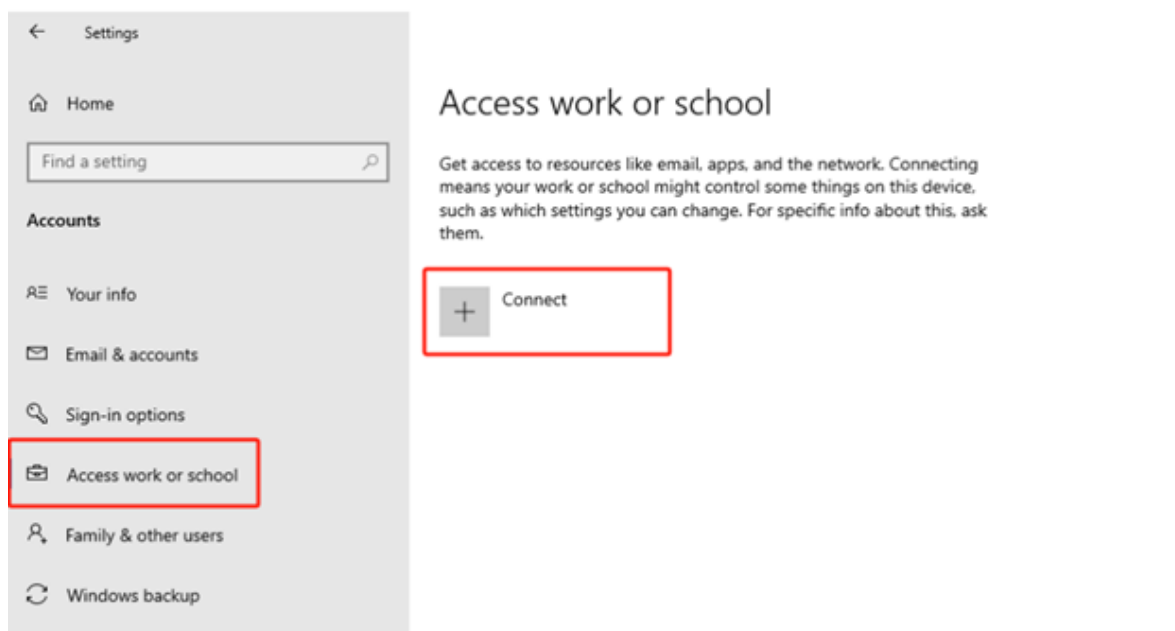 Settings
Home
Find a setting
Accounts
Your info
Email & accounts
Sign-in options
Access work or school
Family & other users
Windows backup
Access work or school
Get access to resources like email, apps, and the network. Connecting
means your work or school might control some things on this device,
such as which settings you can change. For specific info about this, ask
them.
Connect